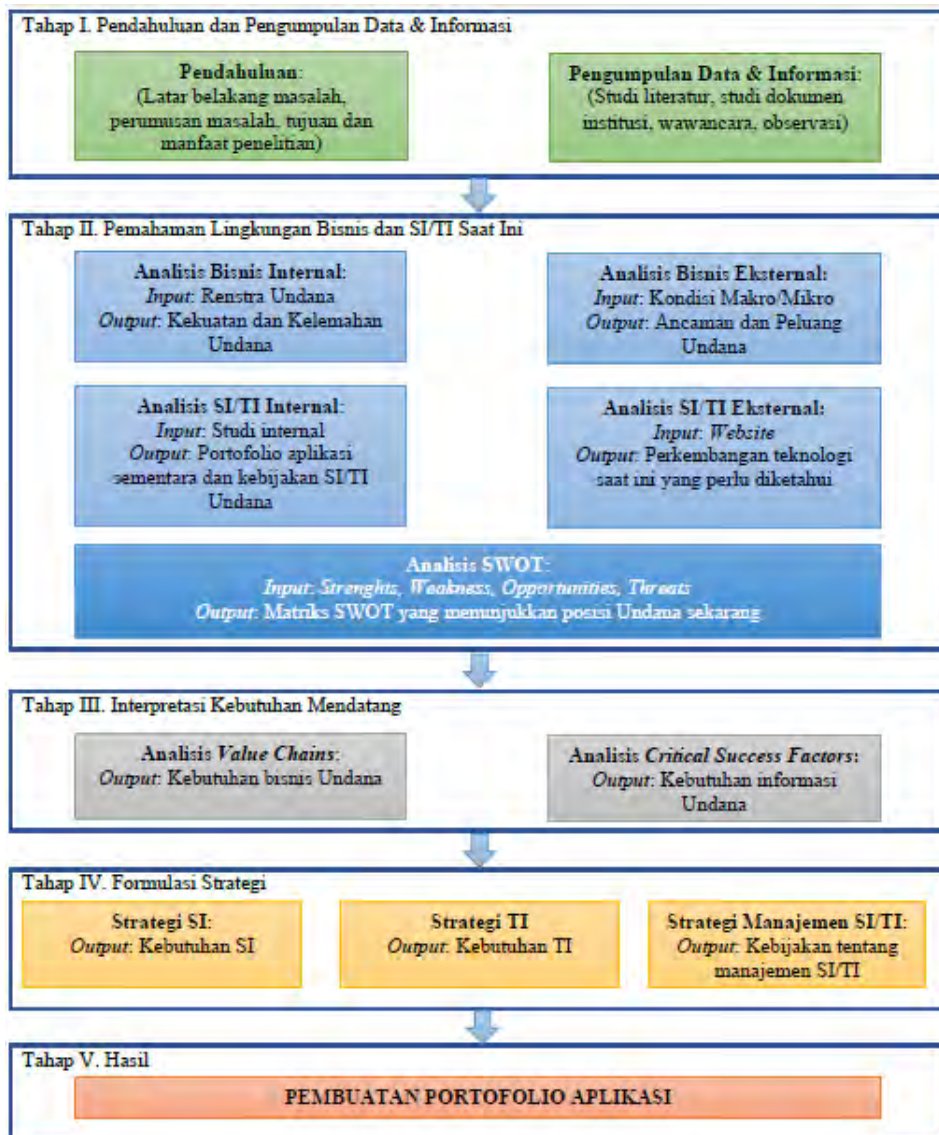 Tahap I. Pendahuluan dan Pengumpulan Data & Informasi
Pendahuluan:
(Latar belakang masalah,
perumusan masalah, tujuan dan
manfaat penelitian)
Pengumpulan Data & Informasi:
(Studi literatur, studi dokumen
institusi, wawancara, observasi)
Tahap II. Pemahaman Lingkungan Bisnis dan SI/TI Saat Ini
Analisis Bisnis Internal:
Input: Renstra Undana
Output: Kekuatan dan Kelemahan
Undana
Analisis Bisnis Eksternal:
Input: Kondisi Makro/Mikro
Output: Ancaman dan Peluang
Undana
Analisis SI/TI Internal:
Input: Studi internal
Output: Portofolio aplikasi
sementara dan kebijakan SI/TI
Undana
Analisis SI/TI Eksternal:
Input: Website
Output: Perkembangan teknologi
saat ini yang perlu diketahui
Analisis SWOT:
Input: Strenghts, Weakness, Opportunities, Threats
Output: Matriks SWOT yang menunjukkan posisi Undana sekarang
Tahap III. Interpretasi Kebutuhan Mendatang
Analisis Value Chains:
Output: Kebutuhan bisnis Undana
Analisis Critical Success Factors:
Output: Kebutuhan informasi
Undana
Tahap IV. Formulasi Strategi
Strategi SI:
Output: Kebutuhan SI
Strategi TI
Output: Kebutuhan TI
Strategi Manajemen SI/TI:
Output: Kebijakan tentang
manajemen SI/TI
Tahap V. Hasil
PEMBUATAN PORTOFOLIO APLIKASI